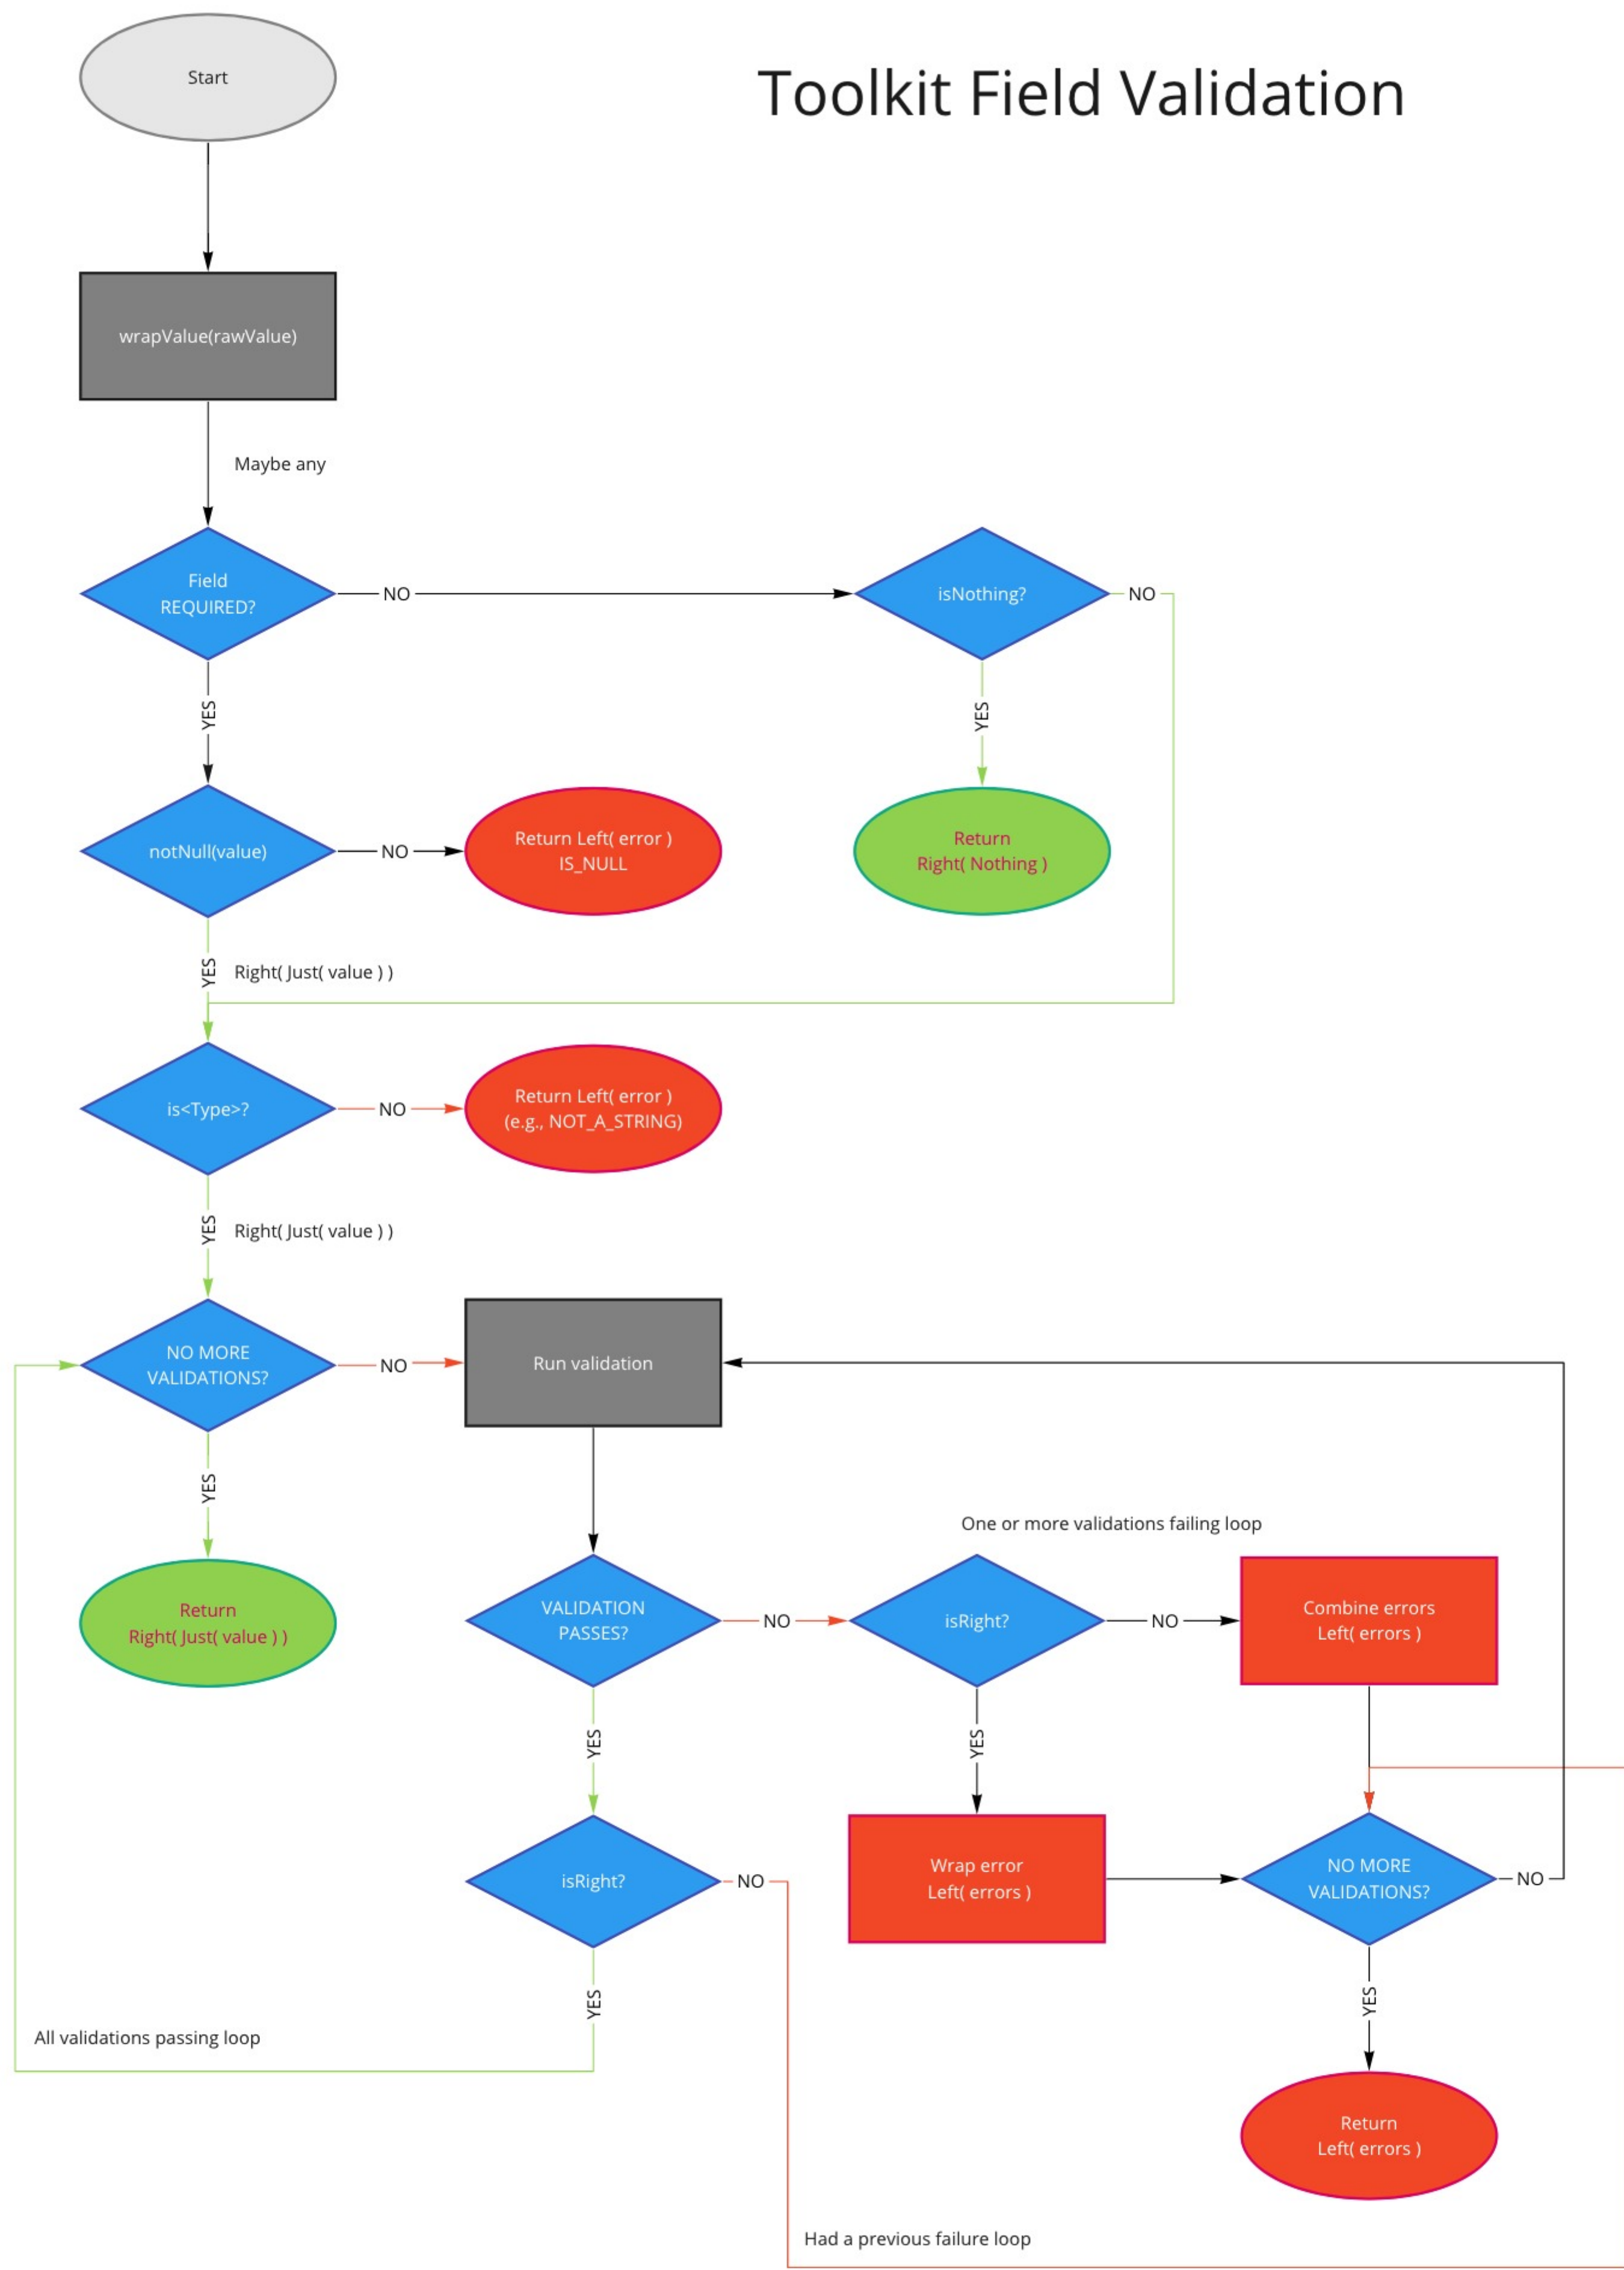 Start
Toolkit Field Validation
wrapValue(rawValue)
Maybe any
Field
REQUIRED?
NO
isNothing?
NO
YES
YES
notNull(value)
NO
Return Left( error )
IS_NULL
Return
Right( Nothing )
YES
Right( Just( value ) )
is<Type>?
NO
Return Left( error )
(e.g., NOT_A_STRING)
YES
Right( Just( value ) )
NO MORE
VALIDATIONS?
NO
Run validation
YES
One or more validations failing loop
Return
Right( Just( value ) )
VALIDATION
PASSES?
NO
isRight?
NO
Combine errors
Left( errors )
YES
YES
isRight?
NO
Wrap error
Left( errors )
NO MORE
VALIDATIONS?
NO
YES
YES
All validations passing loop
Return
Left( errors )
Had a previous failure loop